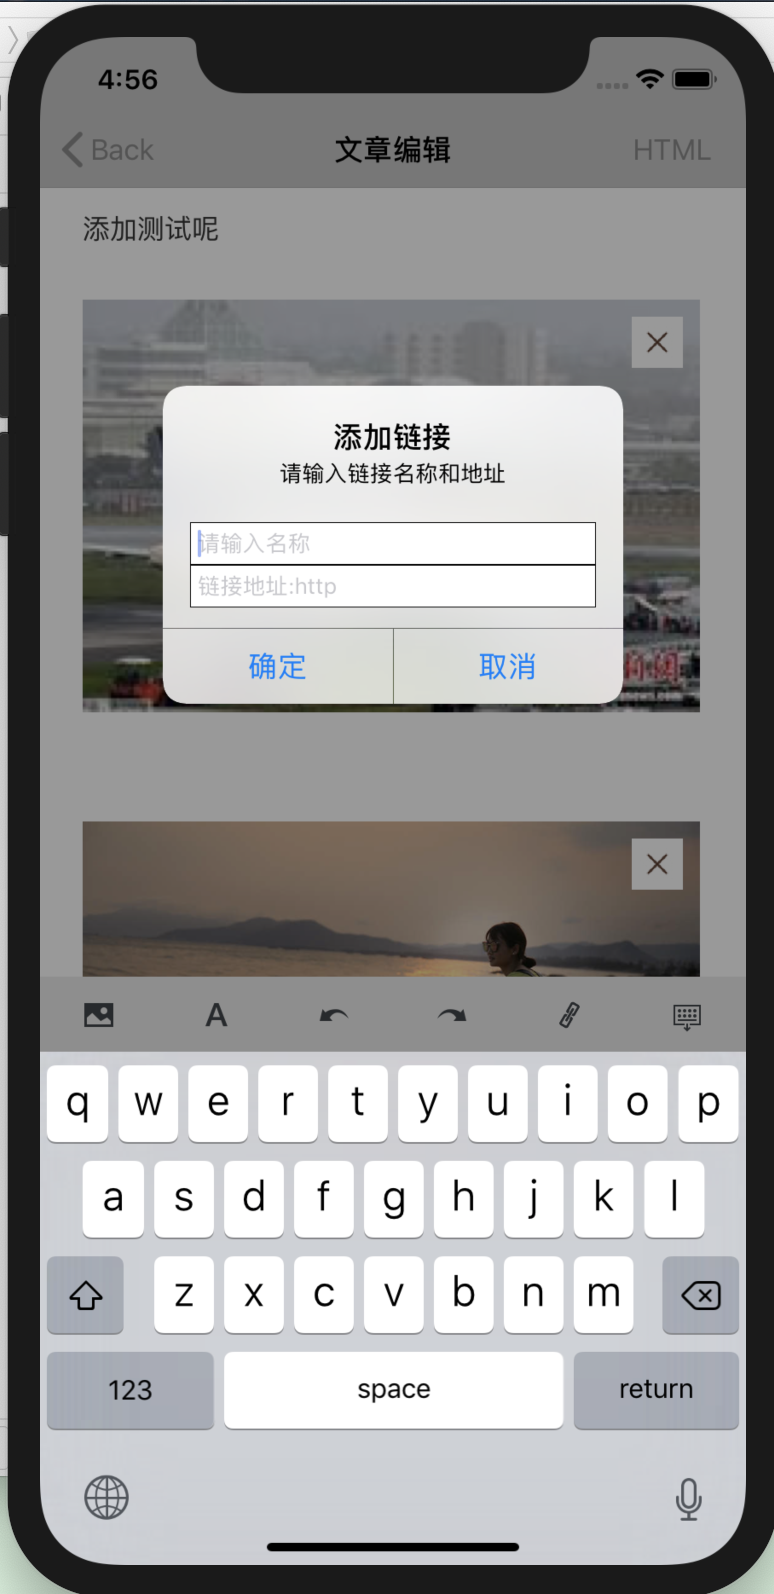 4:56
Back
文章编辑
HTML
添加测试呢
添加链接
请输入链接名称和地址
请输入名称
链接地址:http
确定
取消
A
q w e r t y u i o p
a s d f g h j k l
z x c v b n m
123
space
return